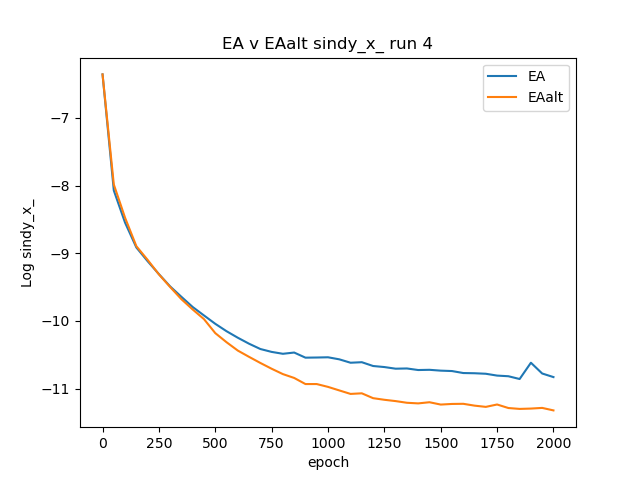 EA v EAalt sindy_x_ run 4
EA
EAalt
−7
−8
−9
−10
−11
Log sindy_x_
0 250 500 750 1000 1250 1500 1750 2000
epoch